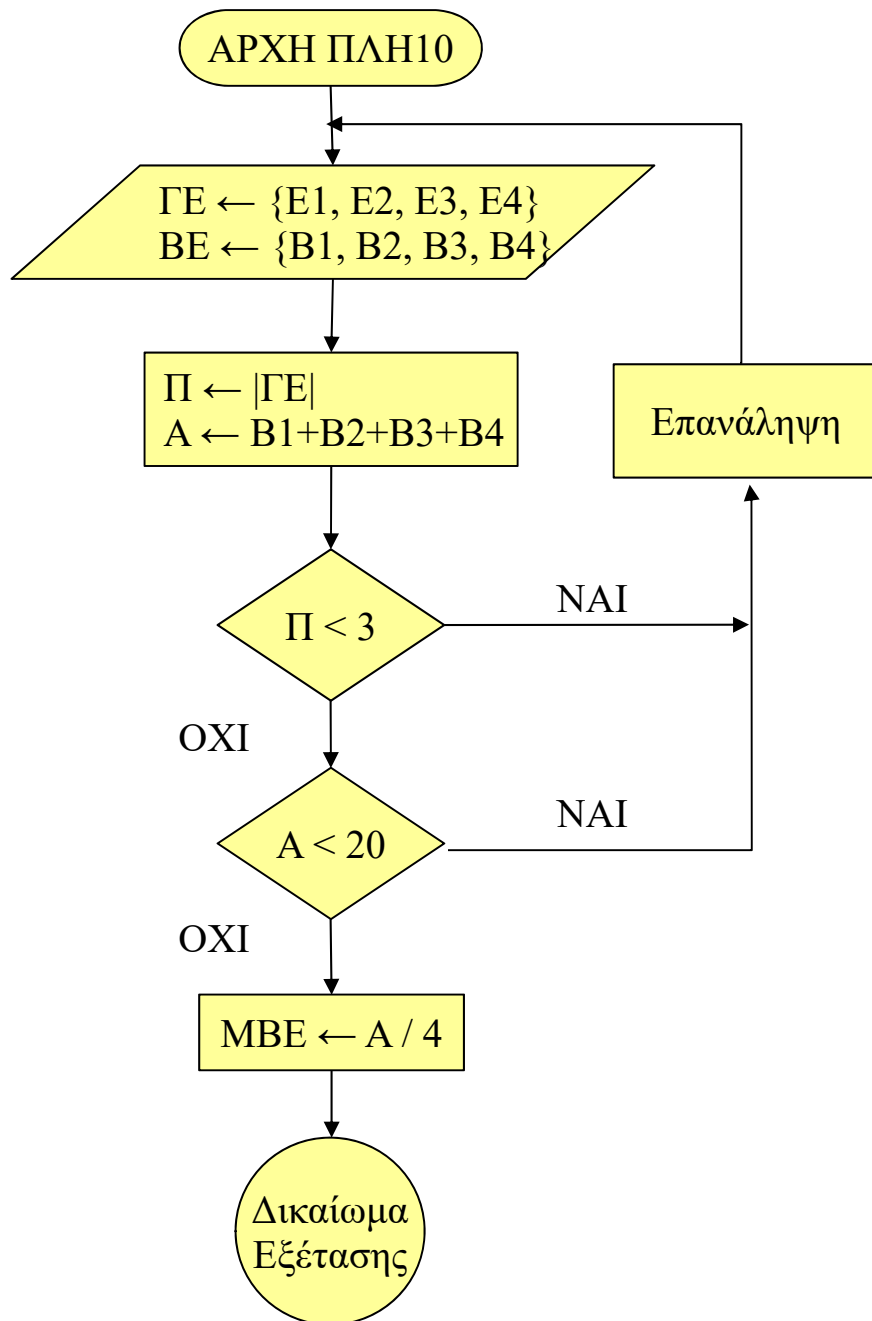 ΑΡΧΗ ΠΛΗ10
ΓΕ ← {Ε1, Ε2, Ε3, Ε4}
ΒΕ ← {Β1, Β2, Β3, Β4}
Π ← |ΓΕ|
Α ← Β1+Β2+Β3+Β4
Επανάληψη
Π < 3
ΝΑΙ
ΟΧΙ
Α < 20
ΝΑΙ
ΟΧΙ
ΜΒΕ ← Α / 4
Δικαίωμα
Εξέτασης